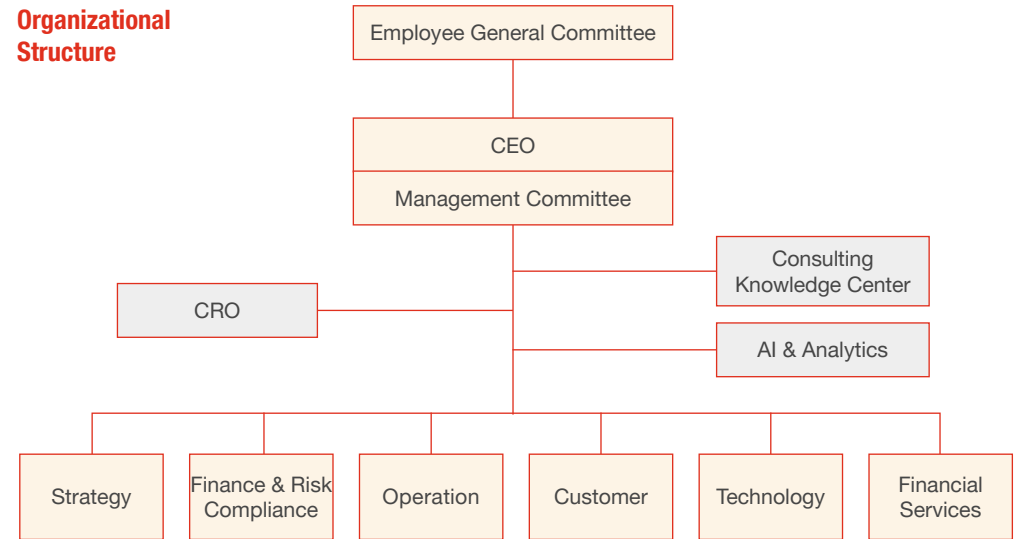 Organizational
Structure
Employee General Committee
CEO
Management Committee
Consulting
Knowledge Center
CRO
AI & Analytics
Strategy
Finance & Risk
Compliance
Operation
Customer
Technology
Financial
Services